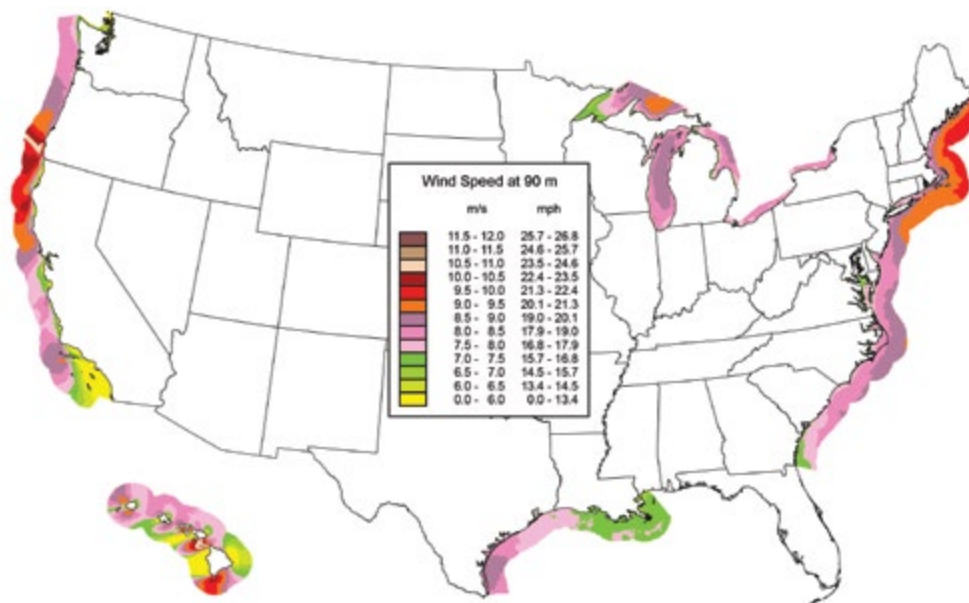 Wind Speed at 90 m
m/s mph
11.5 - 12.0 25.7 - 26.8
11.0 - 11.5 24.6 - 25.7
10.5 - 11.0 23.5 - 24.6
10.0 - 10.5 22.4 - 23.5
9.5 - 10.0 21.3 - 22.4
9.0 - 9.5 20.1 - 21.3
8.5 - 9.0 19.0 - 20.1
8.0 - 8.5 17.9 - 19.0
7.5 - 8.0 16.8 - 17.9
7.0 - 7.5 15.7 - 16.8
6.5 - 7.0 14.5 - 15.7
6.0 - 6.5 13.4 - 14.5
0.0 - 6.0 0.0 - 13.4